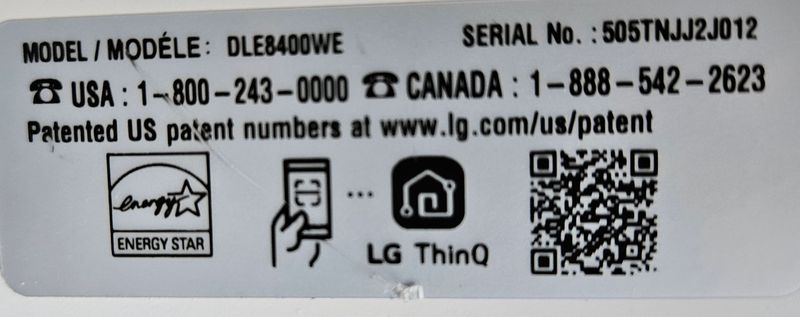 MODEL / MODÉLE: DLE8400WE SERIAL No. : 505TNJJ2J012
☎ USA : 1-800-243-0000 ☎ CANADA : 1-888-542-2623
Patented US patent numbers at www.lg.com/us/patent
energy
ENERGY STAR
LG ThinQ